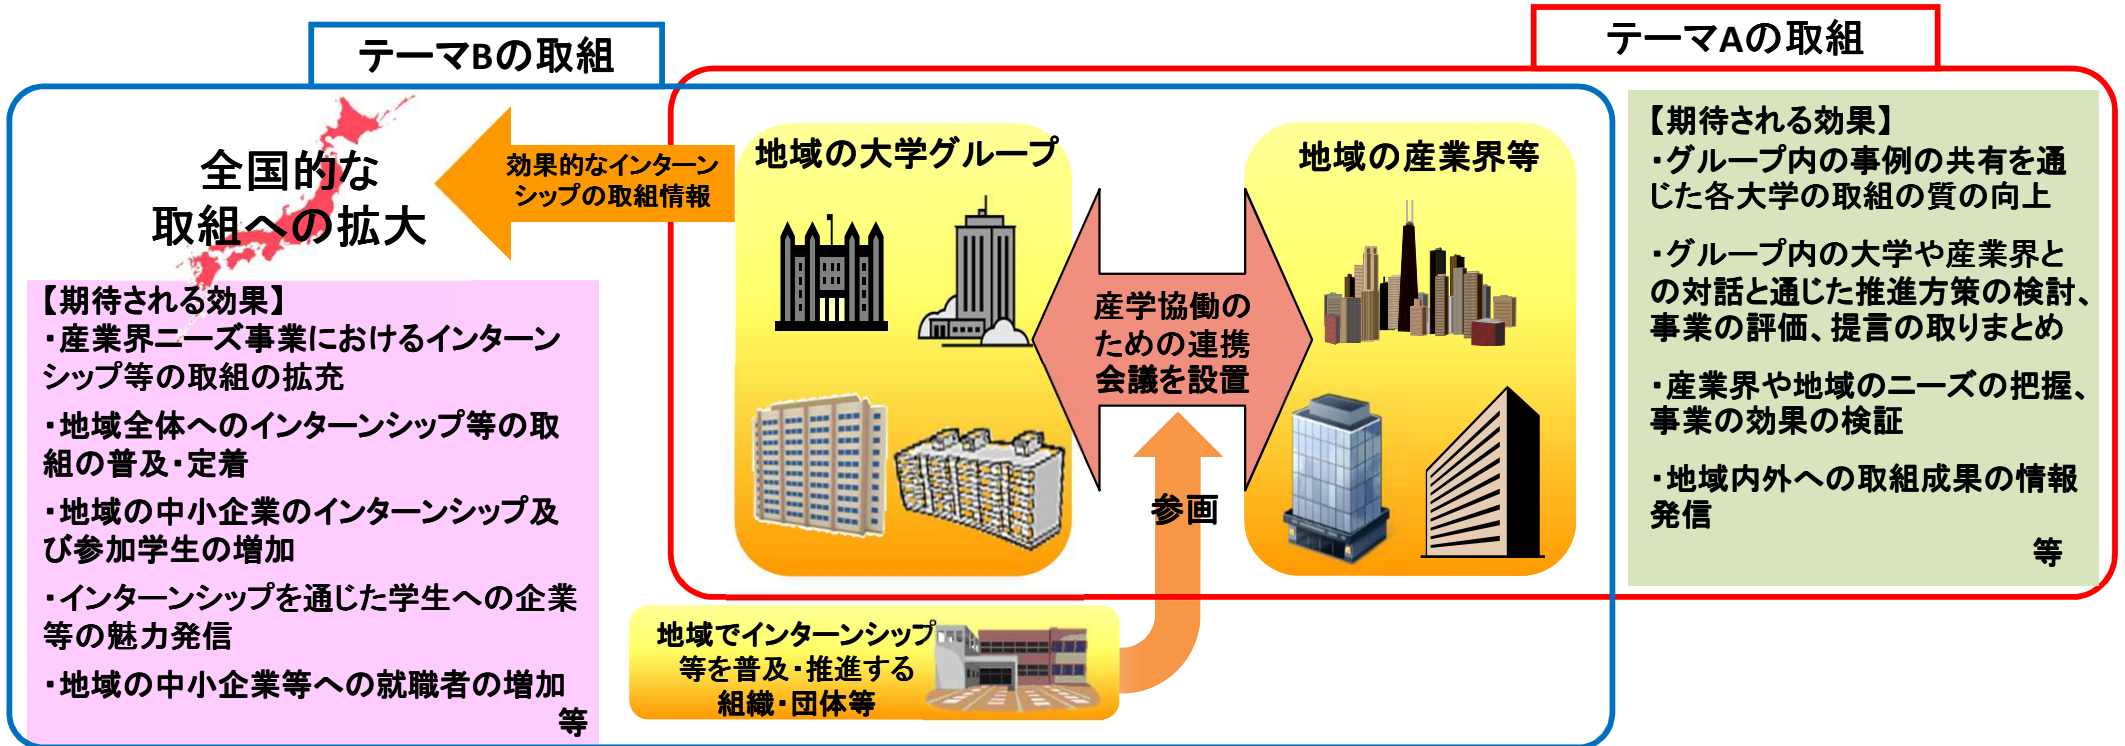 テーマBの取組
テーマAの取組
全国的な
取組への拡大
効果的なインターン
シップの取組情報
地域の大学グループ
地域の産業界等
産学協働の
ための連携
会議を設置
参画
地域でインターンシップ
等を普及・推進する
組織・団体等
【期待される効果】
・産業界ニーズ事業におけるインターン
シップ等の取組の拡充
・地域全体へのインターンシップ等の取
組の普及・定着
・地域の中小企業のインターンシップ及
び参加学生の増加
・インターンシップを通じた学生への企業
等の魅力発信
・地域の中小企業等への就職者の増加
等
【期待される効果】
・グループ内の事例の共有を通
じた各大学の取組の質の向上
・グループ内の大学や産業界と
の対話と通じた推進方策の検討、
事業の評価、提言の取りまとめ
・産業界や地域のニーズの把握、
事業の効果の検証
・地域内外への取組成果の情報
発信
等